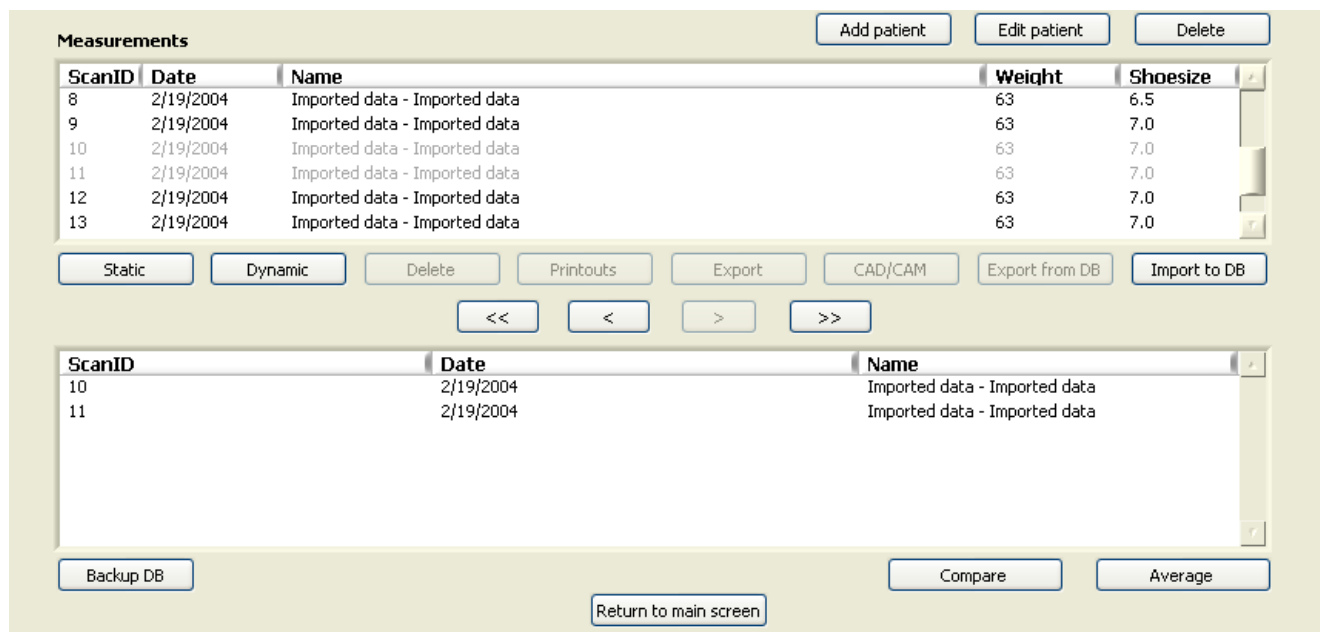 Measurements Add patient Edit patient Delete
ScanID Date Name Weight Shoesize
8 2/19/2004 Imported data - Imported data 63 6.5
9 2/19/2004 Imported data - Imported data 63 7.0
10 2/19/2004 Imported data - Imported data 63 7.0
11 2/19/2004 Imported data - Imported data 63 7.0
12 2/19/2004 Imported data - Imported data 63 7.0
13 2/19/2004 Imported data - Imported data 63 7.0
Static Dynamic Delete Printouts Export CAD/CAM Export from DB Import to DB
<< < > >>
ScanID Date Name
10 2/19/2004 Imported data - Imported data
11 2/19/2004 Imported data - Imported data
Backup DB Compare Average
Return to main screen